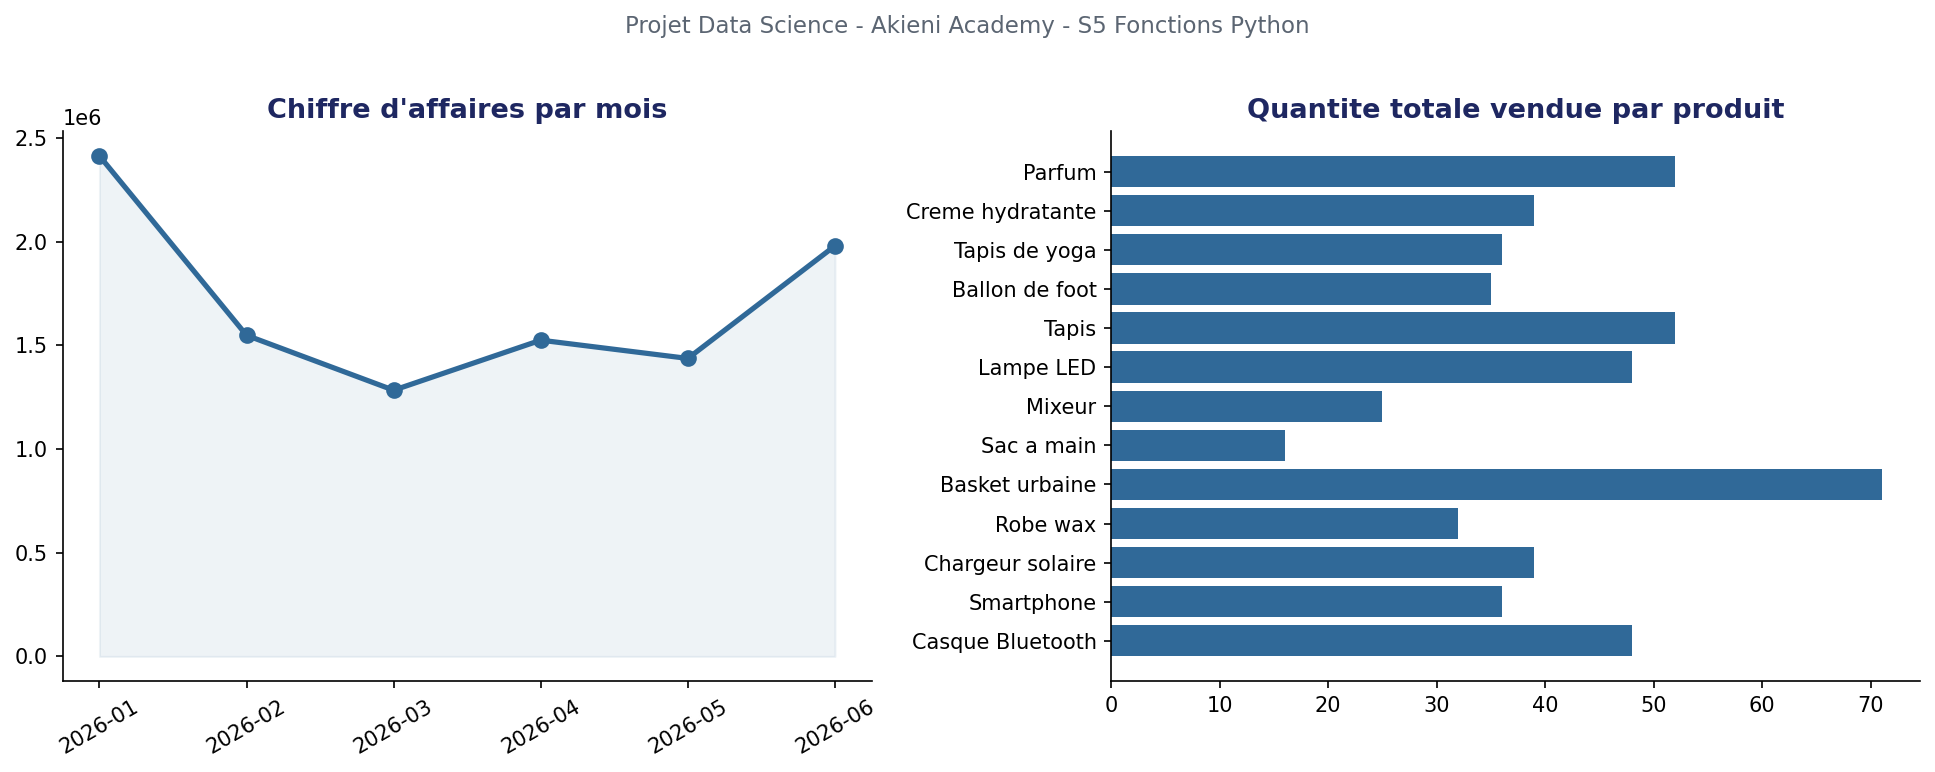 Projet Data Science - Akieni Academy - S5 Fonctions Python
Chiffre d'affaires par mois
1e6
2.5
2.0
1.5
1.0
0.5
0.0
2026-01
2026-02
2026-03
2026-04
2026-05
2026-06
Quantite totale vendue par produit
Parfum
Creme hydratante
Tapis de yoga
Ballon de foot
Tapis
Lampe LED
Mixeur
Sac a main
Basket urbaine
Robe wax
Chargeur solaire
Smartphone
Casque Bluetooth
0 10 20 30 40 50 60 70